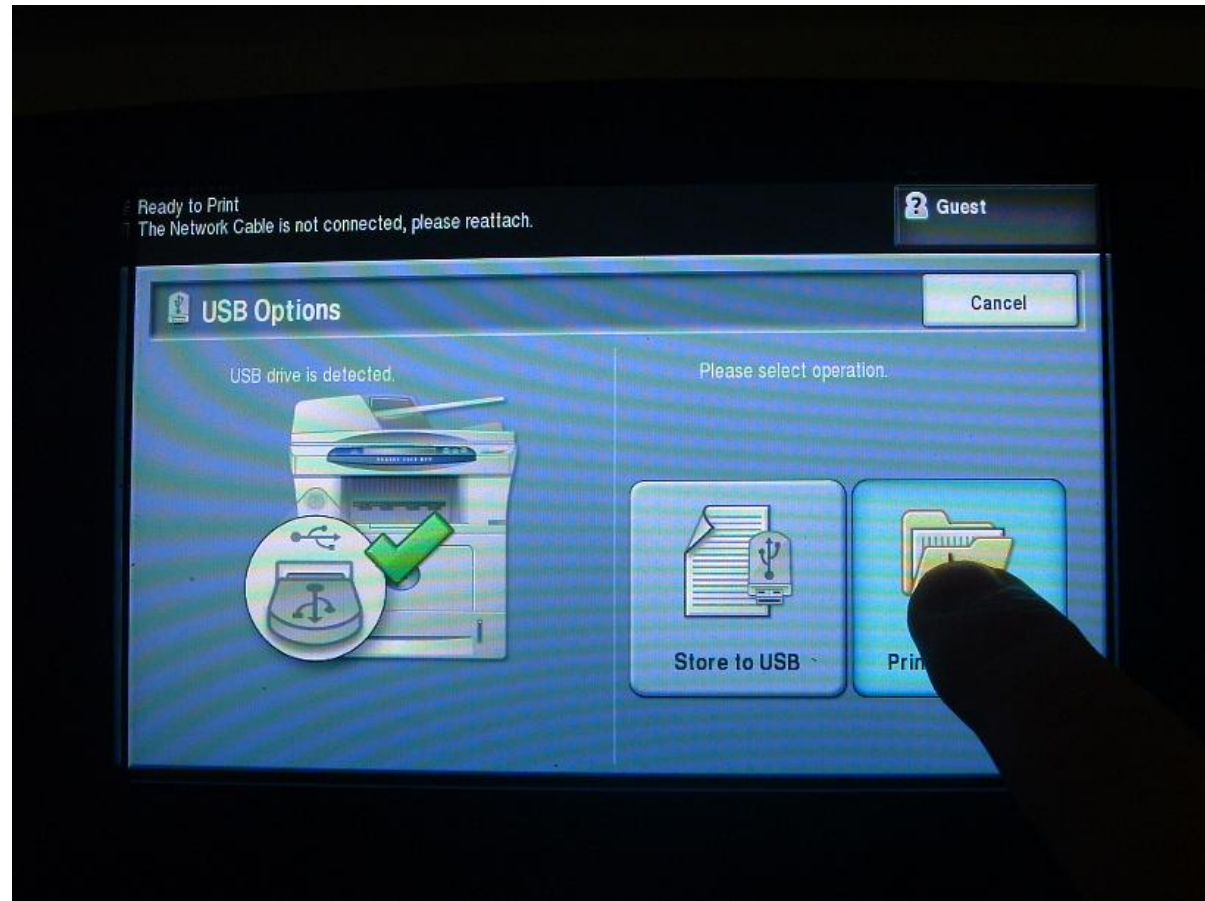 Ready to Print
The Network Cable is not connected, please reattach.
Guest
USB Options
Cancel
USB drive is detected.
Please select operation.
Store to USB